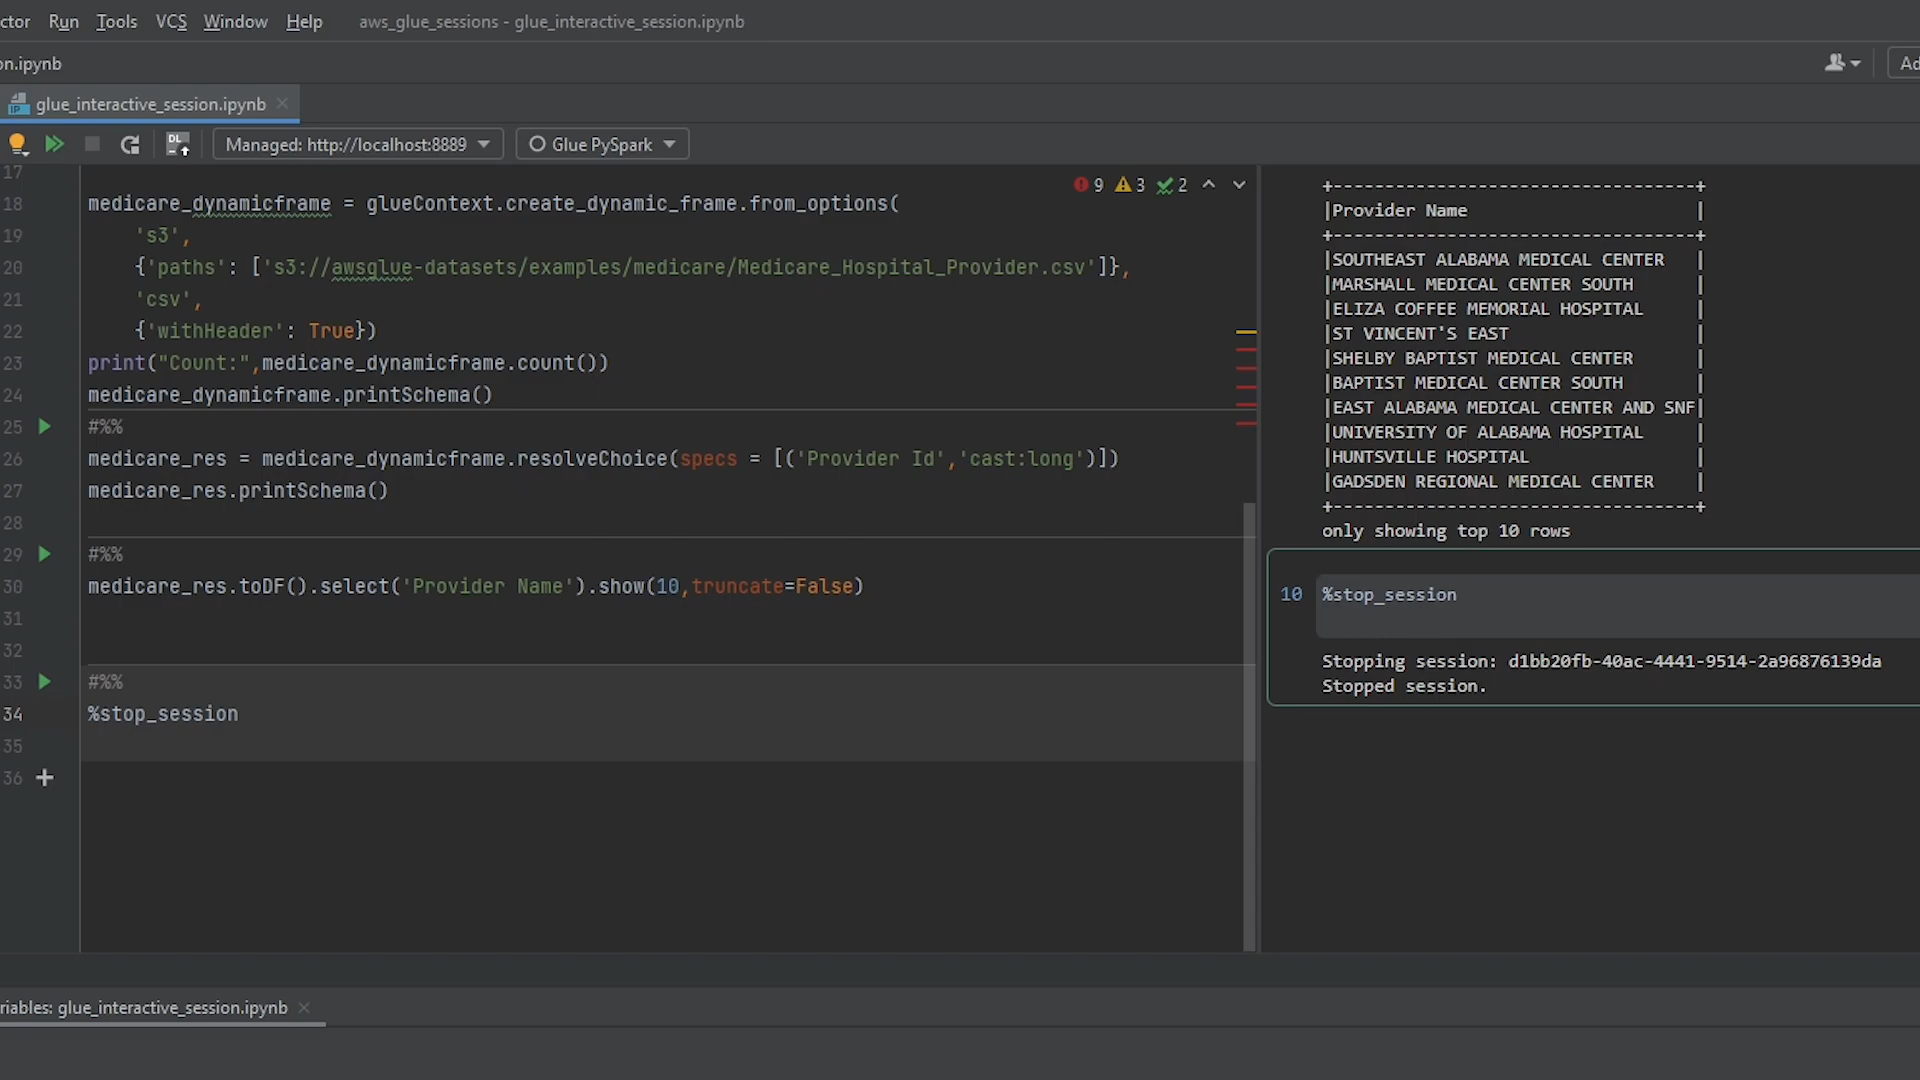 ctor Run Tools VCS Window Help aws_glue_sessions - glue_interactive_session.ipynb
on.ipynb
Ad
glue_interactive_session.ipynb
Managed: http://localhost:8889 Glue PySpark
9 3 2
17
18 medicare_dynamicframe = glueContext.create_dynamic_frame.from_options(
19 's3',
20 {'paths': ['s3://awsglue-datasets/examples/medicare/Medicare_Hospital_Provider.csv']},
21 'csv',
22 {'withHeader': True})
23 print("Count:",medicare_dynamicframe.count())
24 medicare_dynamicframe.printSchema()
25 #%%
26 medicare_res = medicare_dynamicframe.resolveChoice(specs = [('Provider Id','cast:long')])
27 medicare_res.printSchema()
28
29 #%%
30 medicare_res.toDF().select('Provider Name').show(10,truncate=False)
31
32
33 #%%
34 %stop_session
35
36
+-----------------------------------+
|Provider Name |
+-----------------------------------+
|SOUTHEAST ALABAMA MEDICAL CENTER |
|MARSHALL MEDICAL CENTER SOUTH |
|ELIZA COFFEE MEMORIAL HOSPITAL |
|ST VINCENT'S EAST |
|SHELBY BAPTIST MEDICAL CENTER |
|BAPTIST MEDICAL CENTER SOUTH |
|EAST ALABAMA MEDICAL CENTER AND SNF|
|UNIVERSITY OF ALABAMA HOSPITAL |
|HUNTSVILLE HOSPITAL |
|GADSDEN REGIONAL MEDICAL CENTER |
+-----------------------------------+
only showing top 10 rows
10 %stop_session
Stopping session: d1bb20fb-40ac-4441-9514-2a96876139da
Stopped session.
riables: glue_interactive_session.ipynb